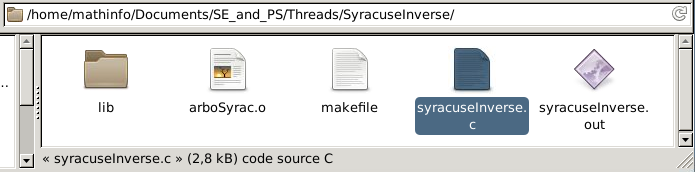 /home/mathinfo/Documents/SE_and_PS/Threads/SyracuseInverse/
...
lib
arboSyrac.o
makefile
syracuseInverse.
c
syracuseInverse.
out
« syracuseInverse.c » (2,8 kB) code source C